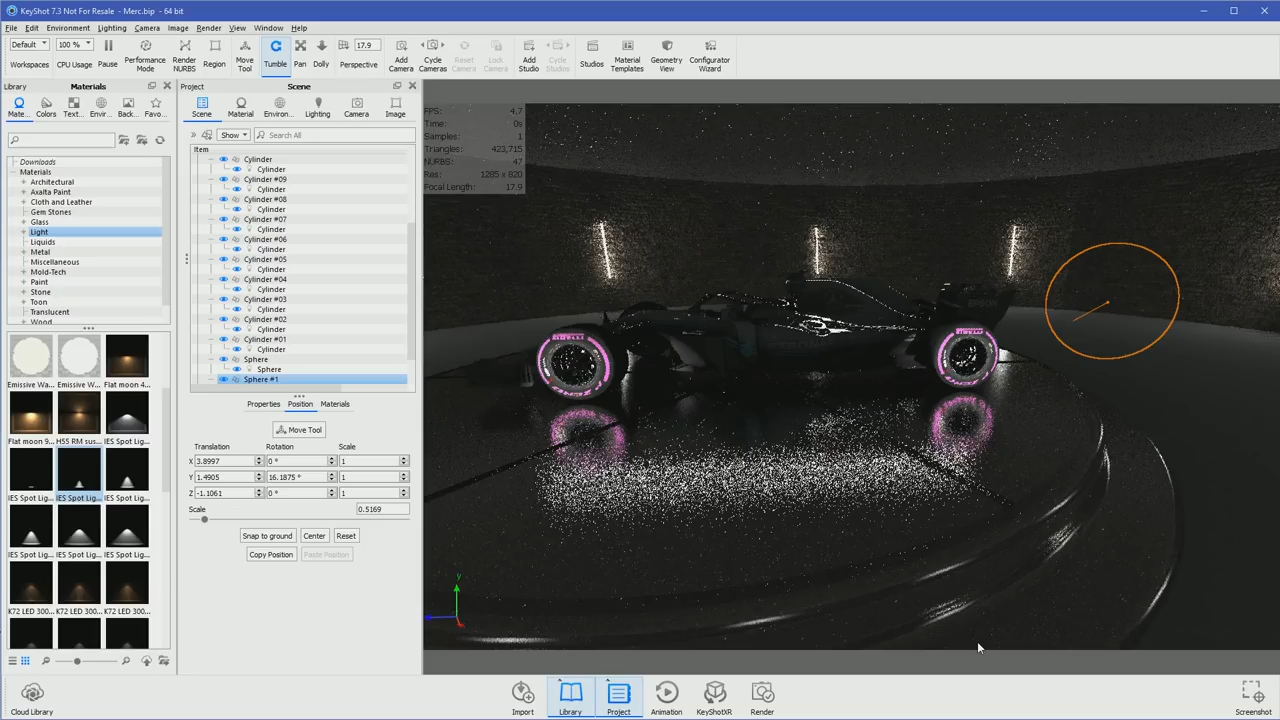 KeyShot 7.3 Not For Resale - Merc.bip - 64 bit
File Edit Environment Lighting Camera Image Render View Window Help
Default 100 % 17.9
Workspaces CPU Usage Pause Performance Mode Render NURBS Region Move Tool Tumble Pan Dolly Perspective Add Camera Cycle Cameras Reset Camera Lock Camera Add Studio Cycle Studios Studios Material Templates Geometry View Configurator Wizard
Library Materials
Mate... Colors Text... Envir... Back... Favo...
Downloads
Materials
Architectural
Axalta Paint
Cloth and Leather
Gem Stones
Glass
Light
Liquids
Metal
Miscellaneous
Mold-Tech
Paint
Stone
Toon
Translucent
Wood
Emissive Wa... Emissive Wa... Flat moon 4...
Flat moon 9... H55 RM sus... IES Spot Lig...
IES Spot Lig... IES Spot Lig... IES Spot Lig...
IES Spot Lig... IES Spot Lig... IES Spot Lig...
K72 LED 300... K72 LED 300... K72 LED 300...
Project Scene
Scene Material Environ... Lighting Camera Image
Show Search All
Item
Cylinder
Cylinder
Cylinder #09
Cylinder
Cylinder #08
Cylinder
Cylinder #07
Cylinder
Cylinder #06
Cylinder
Cylinder #05
Cylinder
Cylinder #04
Cylinder
Cylinder #03
Cylinder
Cylinder #02
Cylinder
Cylinder #01
Cylinder
Sphere
Sphere
Sphere #1
Properties Position Materials
Move Tool
Translation Rotation Scale
X 3.8997 0 ° 1
Y 1.4905 16.1875 ° 1
Z -1.1061 0 ° 1
Scale 0.5169
Snap to ground Center Reset
Copy Position Paste Position
FPS: 4.7
Time: 0s
Samples: 1
Triangles: 423,715
NURBS: 47
Res: 1285 x 820
Focal Length: 17.9
EPSON
y
Cloud Library Import Library Project Animation KeyShotXR Render Screenshot